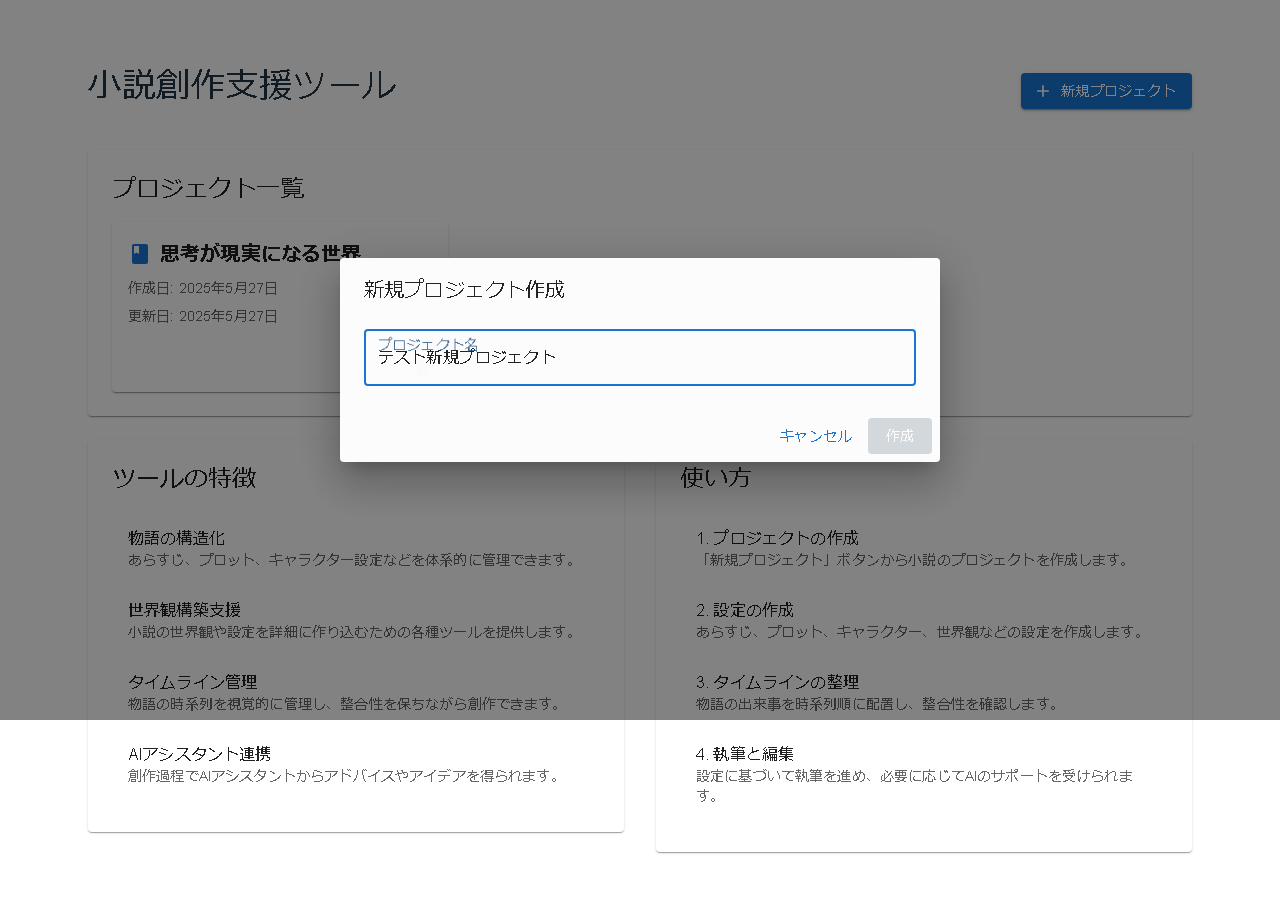 小説創作支援ツール
新規プロジェクト
プロジェクト一覧
思考が現実になる世界
作成日: 2025年5月27日
更新日: 2025年5月27日
新規プロジェクト作成
プロジェクト名
テスト新規プロジェクト
キャンセル
作成
ツールの特徴
物語の構造化
あらすじ、プロット、キャラクター設定などを体系的に管理できます。
世界観構築支援
小説の世界観や設定を詳細に作り込むための各種ツールを提供します。
タイムライン管理
物語の時系列を視覚的に管理し、整合性を保ちながら創作できます。
AIアシスタント連携
創作過程でAIアシスタントからアドバイスやアイデアを得られます。
使い方
1. プロジェクトの作成
「新規プロジェクト」ボタンから小説のプロジェクトを作成します。
2. 設定の作成
あらすじ、プロット、キャラクター、世界観などの設定を作成します。
3. タイムラインの整理
物語の出来事を時系列順に配置し、整合性を確認します。
4. 執筆と編集
設定に基づいて執筆を進め、必要に応じてAIのサポートを受けられま
す。